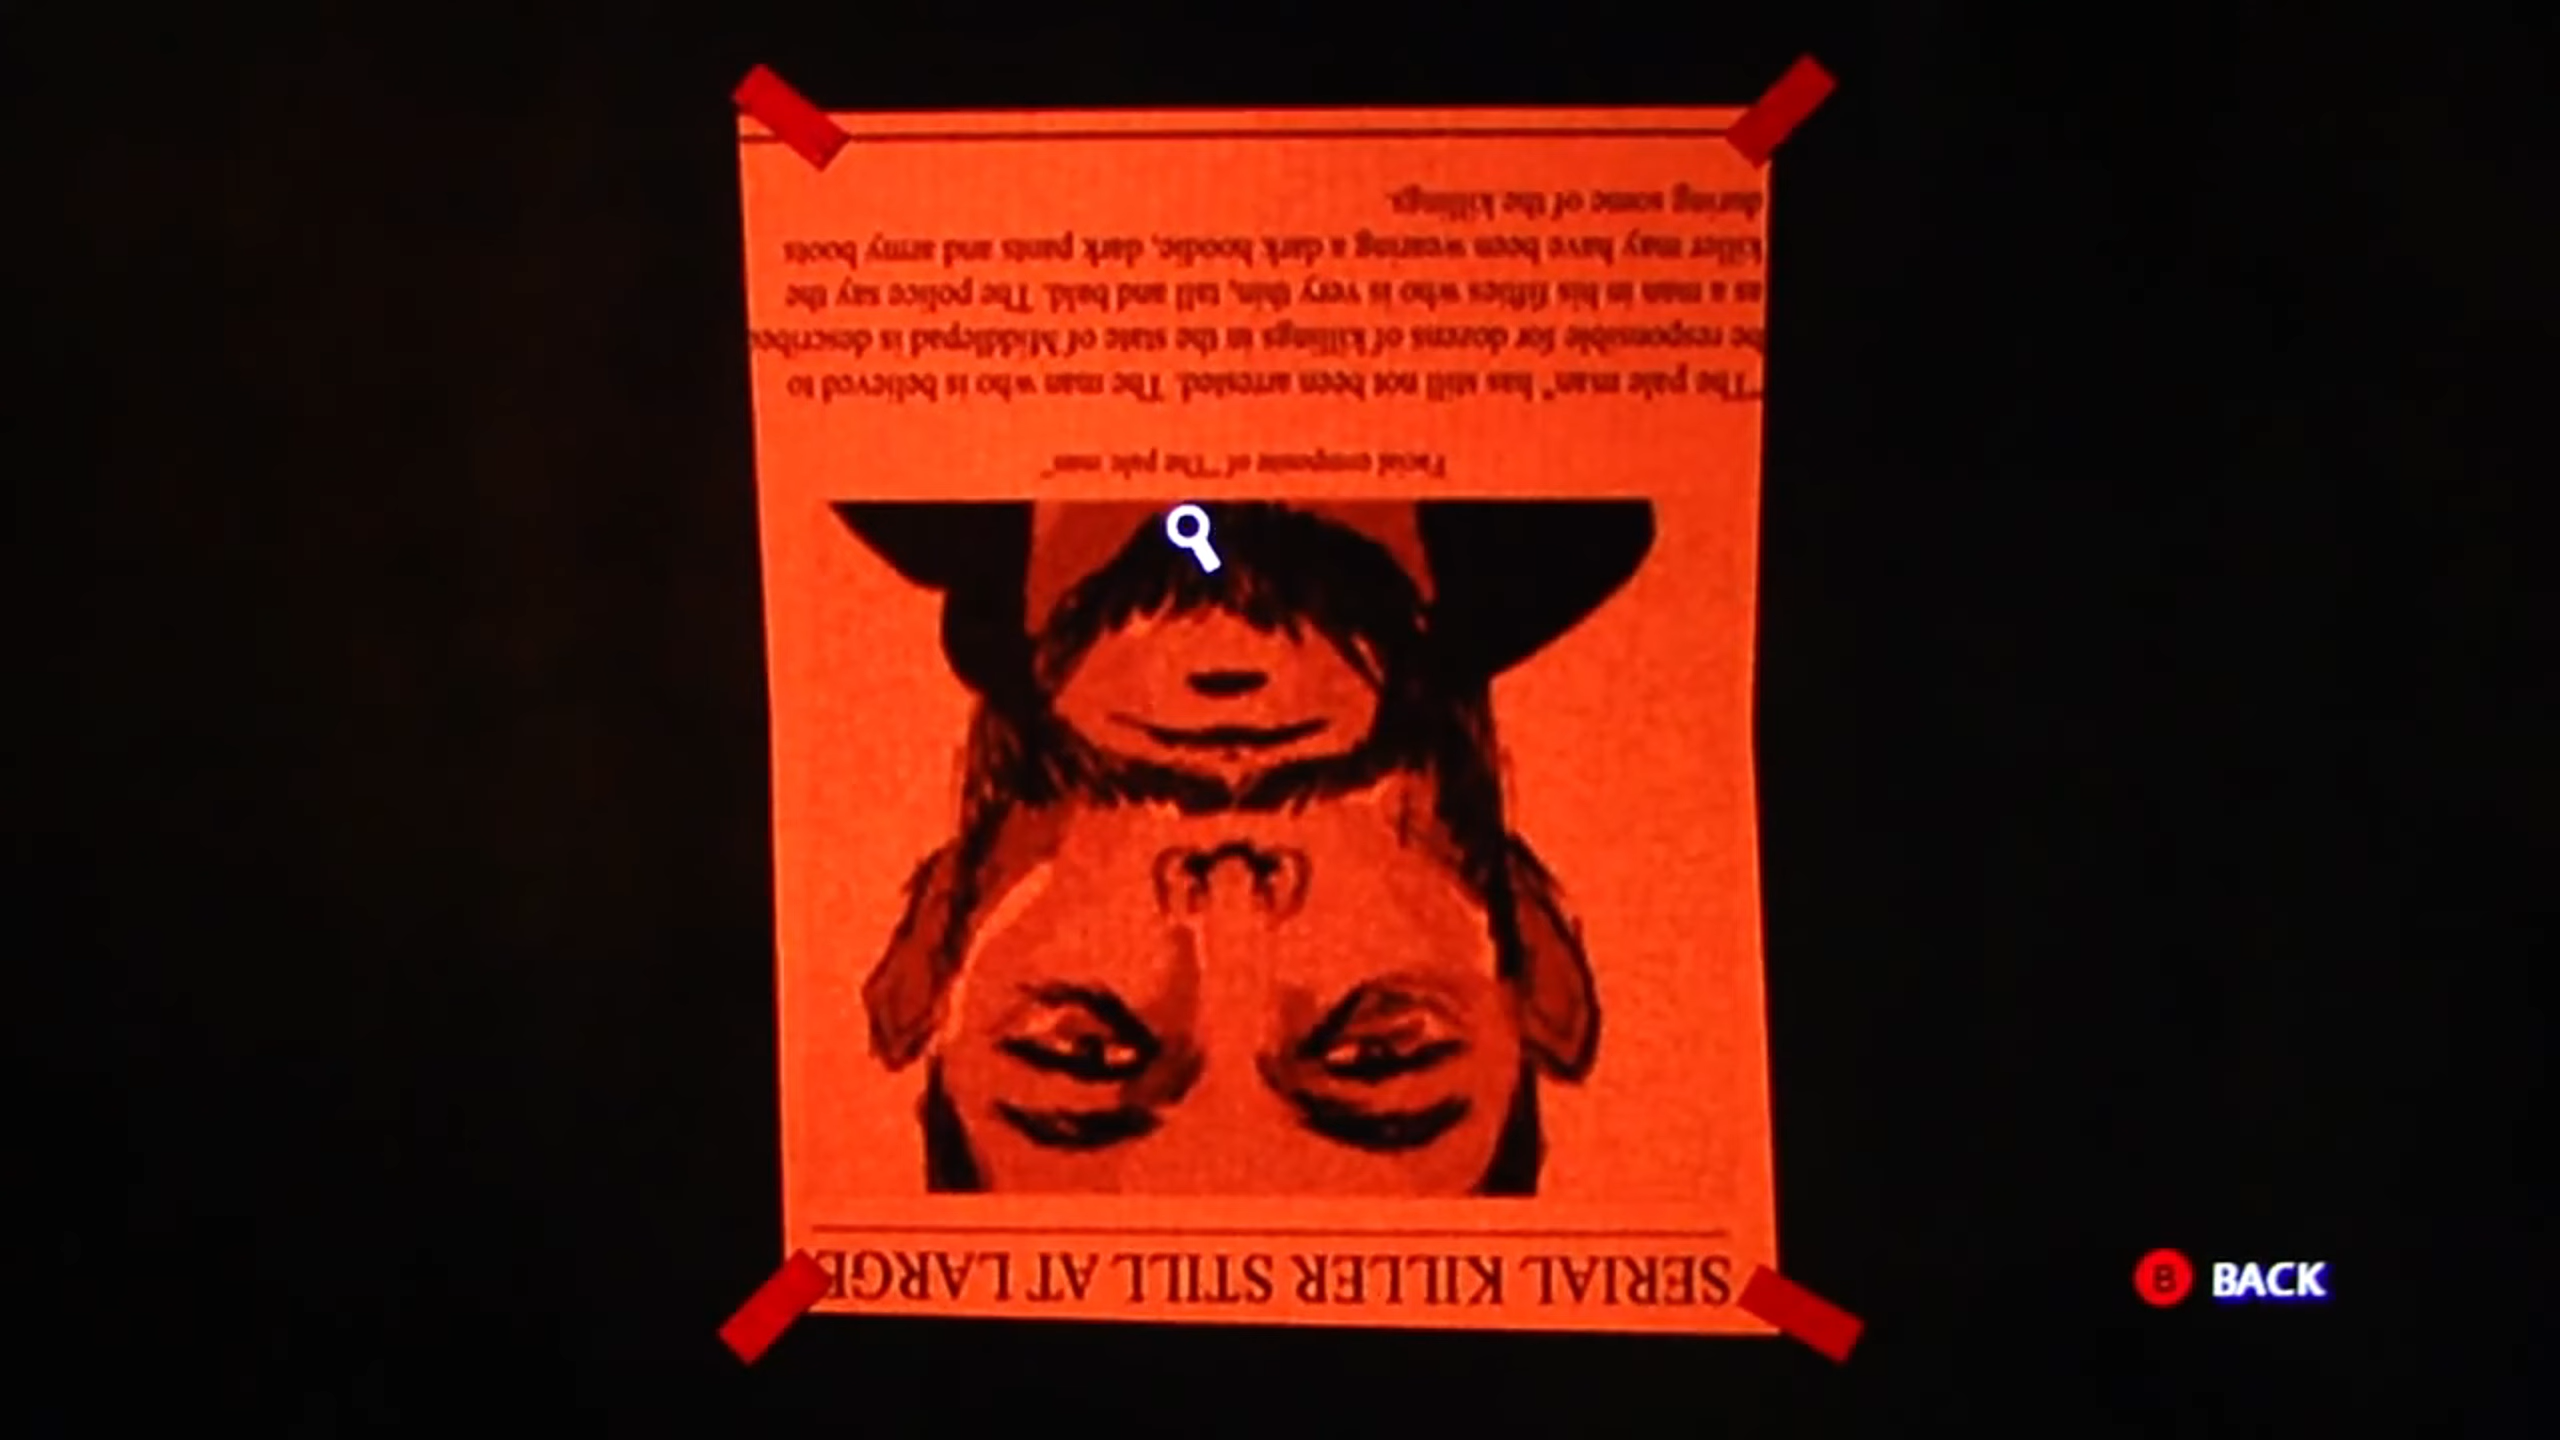 SERIAL KILLER STILL AT LARGE
Facial composite of "The pale man"
"The pale man" has still not been arrested. The man who is believed to
be responsible for dozens of killings in the state of Middlepad is described
as a man in his fifties who is very thin, tall and bald. The police say the
killer may have been wearing a dark hoodie, dark pants and army boots
during some of the killings.
B BACK